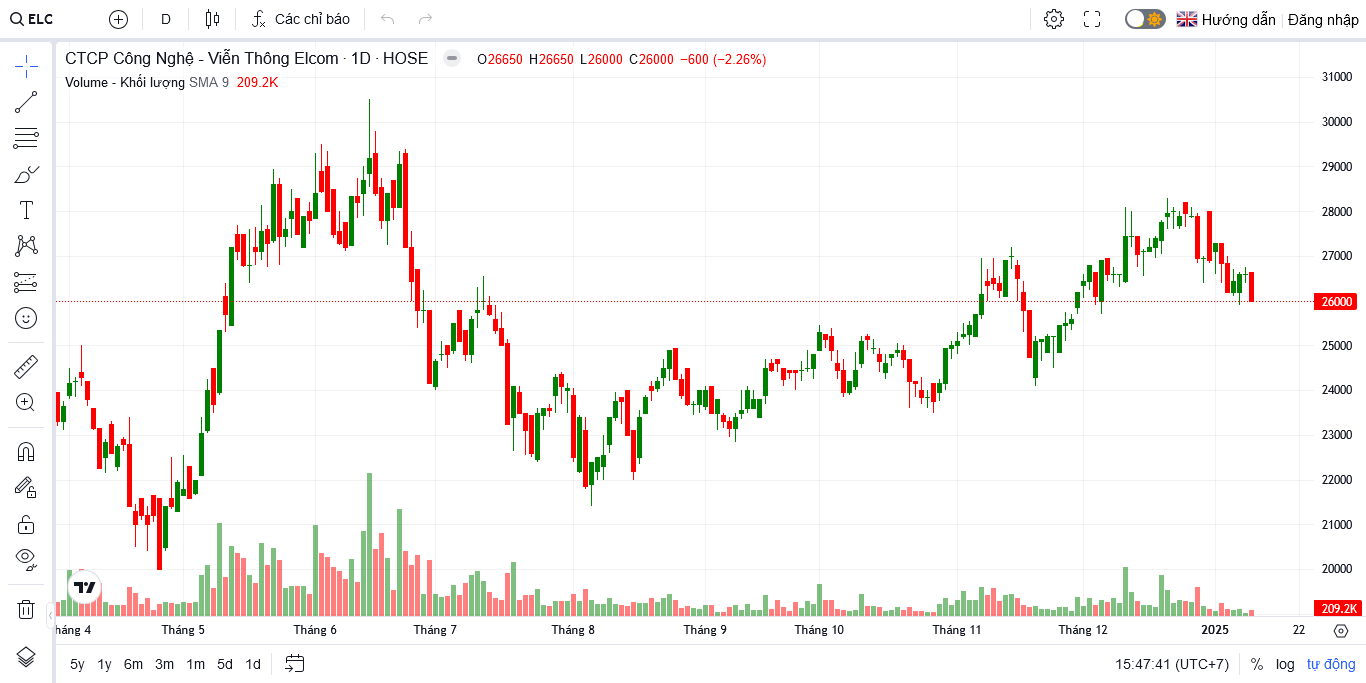 ELC D Các chỉ báo Hướng dẫn Đăng nhập
CTCP Công Nghệ - Viễn Thông Elcom · 1D · HOSE O26650 H26650 L26000 C26000 −600 (−2.26%)
Volume - Khối lượng SMA 9 209.2K
31000
30000
29000
28000
27000
26000
25000
24000
23000
22000
21000
20000
209.2K
háng 4 Tháng 5 Tháng 6 Tháng 7 Tháng 8 Tháng 9 Tháng 10 Tháng 11 Tháng 12 2025 22
5y 1y 6m 3m 1m 5d 1d 15:47:41 (UTC+7) % log tự động